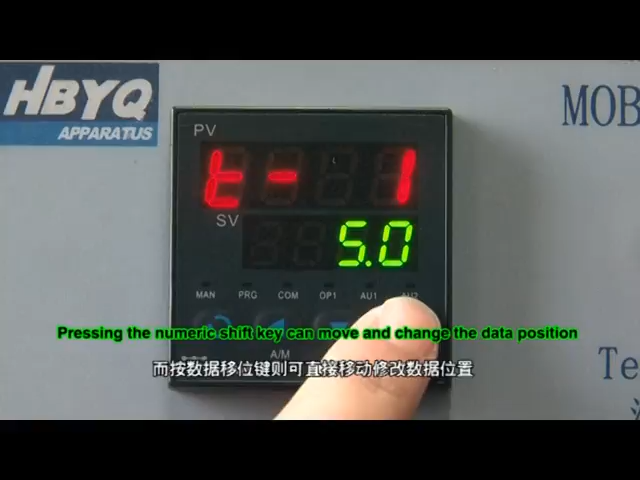 HBYQ
APPARATUS
MOB
PV
t-1
SV
5.0
MAN PRG COM OP1 AU1 AU2
Pressing the numeric shift key can move and change the data position
A/M
而按数据移位键则可直接移动修改数据位置
Te